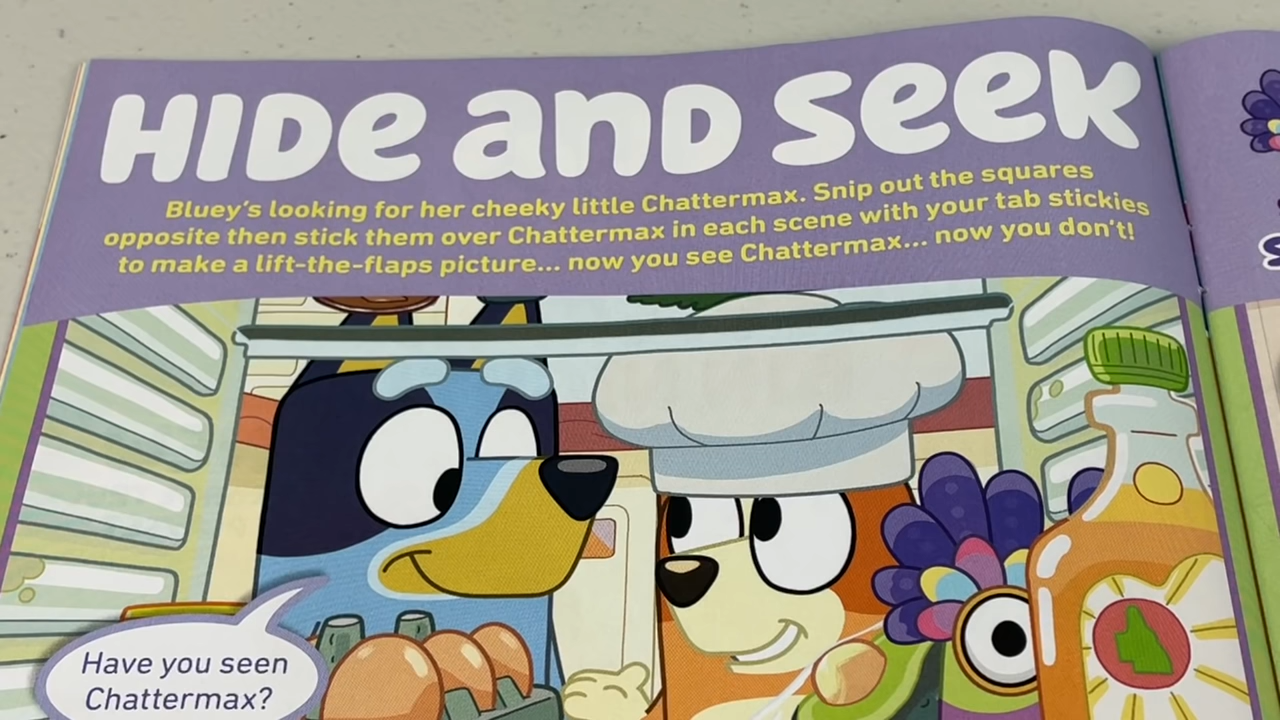 HIDe anD seek
Bluey's looking for her cheeky little Chattermax. Snip out the squares
opposite then stick them over Chattermax in each scene with your tab stickies
to make a lift-the-flaps picture... now you see Chattermax... now you don't!
Have you seen
Chattermax?